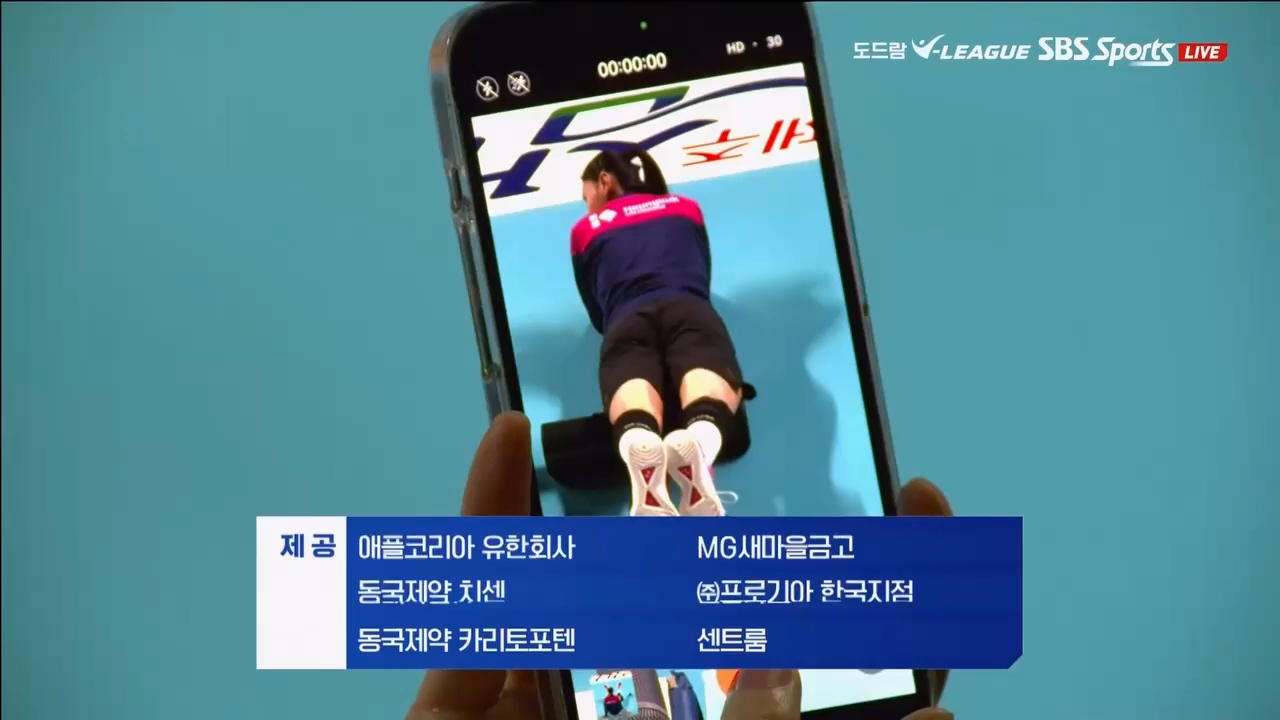 도드람 V-LEAGUE SBS Sports LIVE
HD · 30
00:00:00
제공
애플코리아 유한회사 MG새마을금고
동국제약 치센 ㈜프로기아 한국지점
동국제약 카리토포텐 센트룸